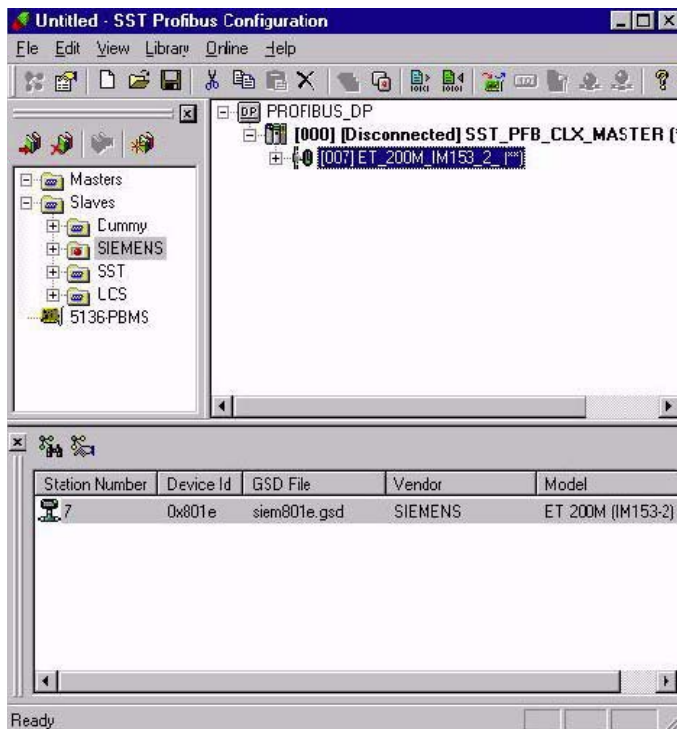 Untitled - SST Profibus Configuration
File Edit View Library Online Help
PROFIBUS_DP
[000] [Disconnected] SST_PFB_CLX_MASTER (*
[007] ET_200M_IM153_2_ (**)
Masters
Slaves
Dummy
SIEMENS
SST
LCS
5136-PBMS
Station Number Device Id GSD File Vendor Model
7 0x801e siem801e.gsd SIEMENS ET 200M (IM153-2)
Ready